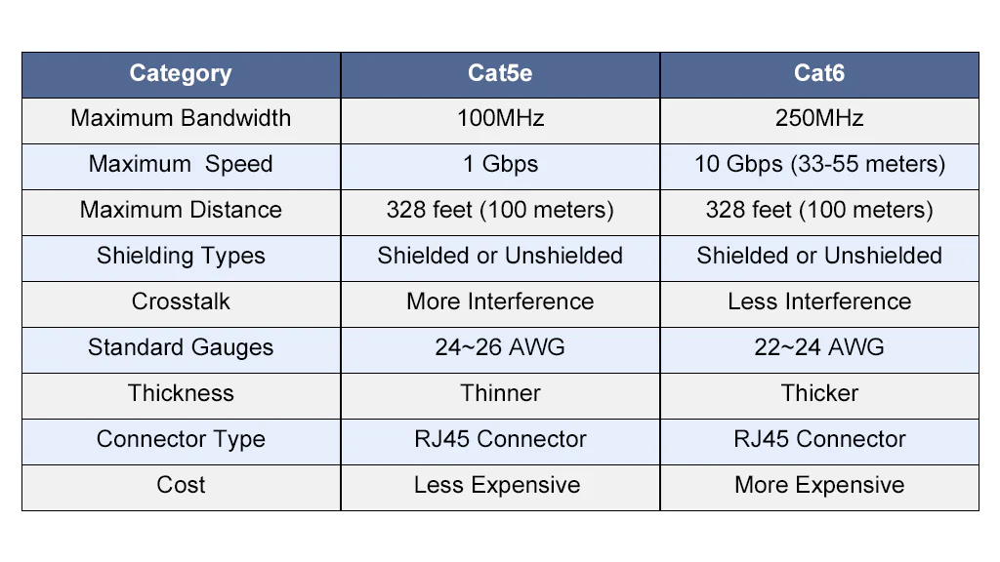 Category Cat5e Cat6
Maximum Bandwidth 100MHz 250MHz
Maximum Speed 1 Gbps 10 Gbps (33-55 meters)
Maximum Distance 328 feet (100 meters) 328 feet (100 meters)
Shielding Types Shielded or Unshielded Shielded or Unshielded
Crosstalk More Interference Less Interference
Standard Gauges 24~26 AWG 22~24 AWG
Thickness Thinner Thicker
Connector Type RJ45 Connector RJ45 Connector
Cost Less Expensive More Expensive